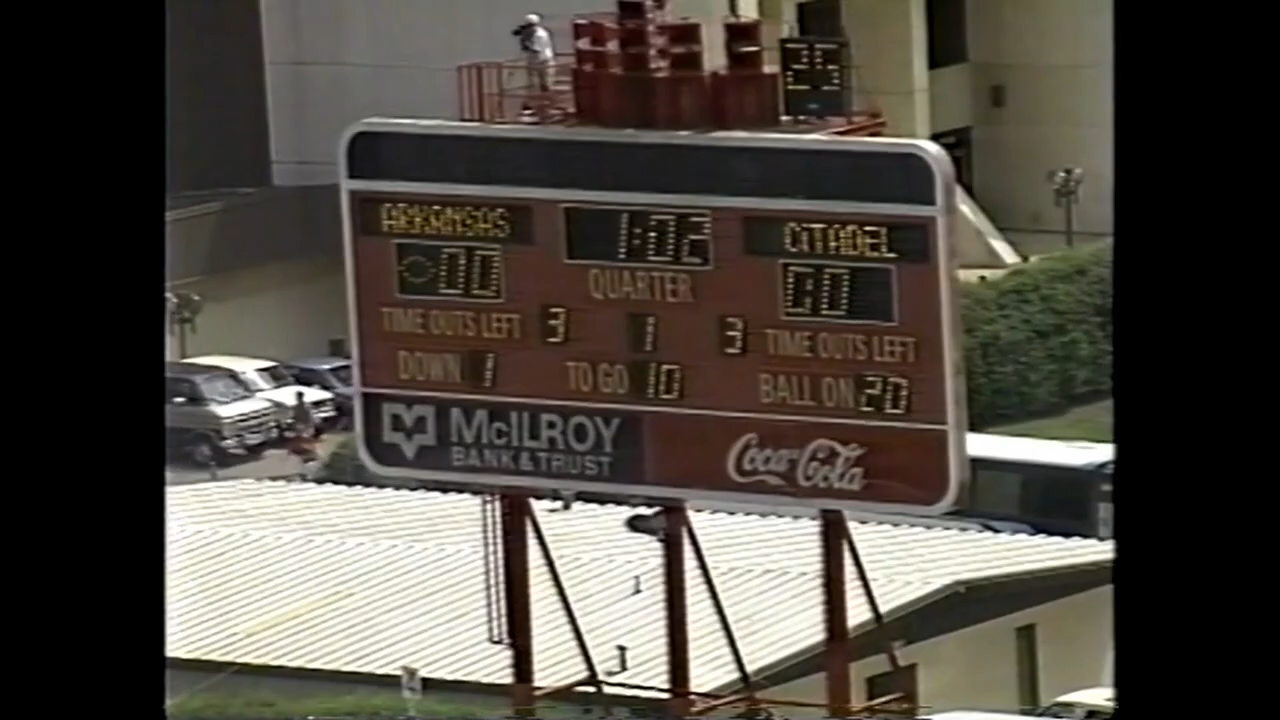 25
ARKANSAS 1:02 CITADEL
00 QUARTER 00
TIME OUTS LEFT 3 1 3 TIME OUTS LEFT
DOWN 1 TO GO 10 BALL ON 20
McILROY
BANK & TRUST
Coca-Cola